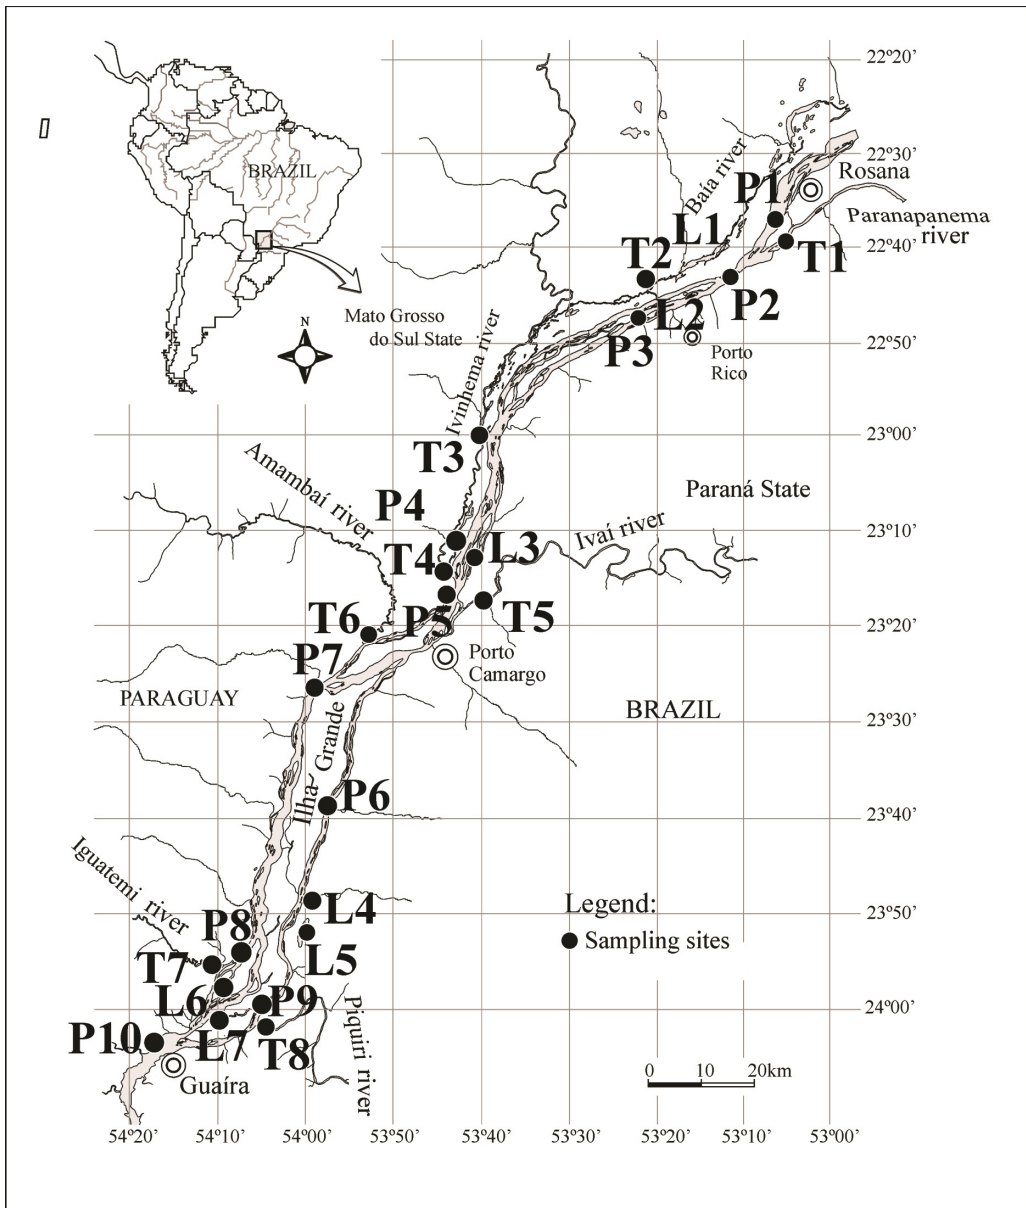 22º20'
BRAZIL
22º30'
Baía river
P1
Rosana
Paranapanema
river
L1
T1
22º40'
T2
P2
L2
P3
Mato Grosso
do Sul State
N
Porto
Rico
22º50'
Ivinhema river
T3
23º00'
Amambaí river
P4
Paraná State
Ivaí river
23º10'
T4
L3
P5
T5
T6
23º20'
P7
Porto
Camargo
PARAGUAY
BRAZIL
23º30'
Ilha Grande
P6
23º40'
Iguatemi river
L4
23º50'
Legend:
Sampling sites
P8
T7
L5
L6
P9
24º00'
P10
L7
T8
Piquiri river
Guaíra
0 10 20km
54º20' 54º10' 54º00' 53º50' 53º40' 53º30' 53º20' 53º10' 53º00'